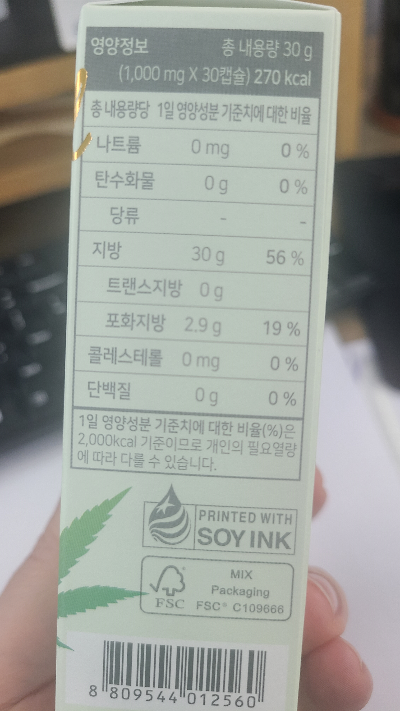 영양정보 총 내용량 30 g
(1,000 mg X 30캡슐) 270 kcal
총 내용량당 1일 영양성분 기준치에 대한 비율
나트륨 0 mg 0 %
탄수화물 0 g 0 %
당류 - -
지방 30 g 56 %
트랜스지방 0 g
포화지방 2.9 g 19 %
콜레스테롤 0 mg 0 %
단백질 0 g 0 %
1일 영양성분 기준치에 대한 비율(%)은
2,000kcal 기준이므로 개인의 필요열량
에 따라 다를 수 있습니다.
PRINTED WITH
SOY INK
MIX
Packaging
FSC FSC® C109666
8 809544 012560